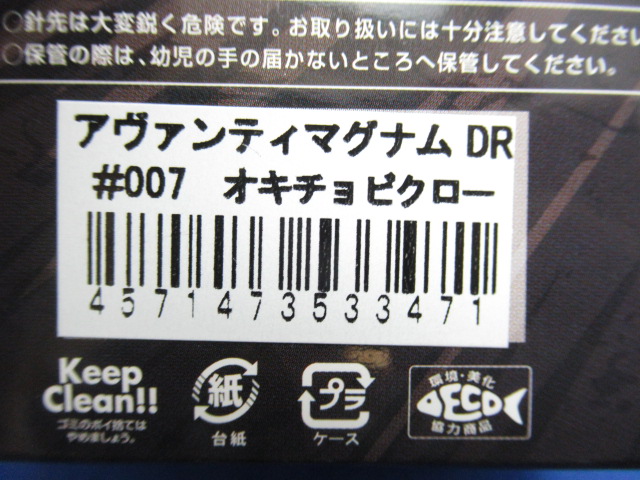 ○針先は大変鋭く危険です。お取り扱いには十分注意してください
○保管の際は、幼児の手の届かないところへ保管してください。
アヴァンティマグナム DR
#007 オキチョビクロー
4571473533471
Keep
Clean!!
ゴミのポイ捨ては
やめましょう。
紙
台紙
プラ
ケース
環境・美化
ECO
協力商品